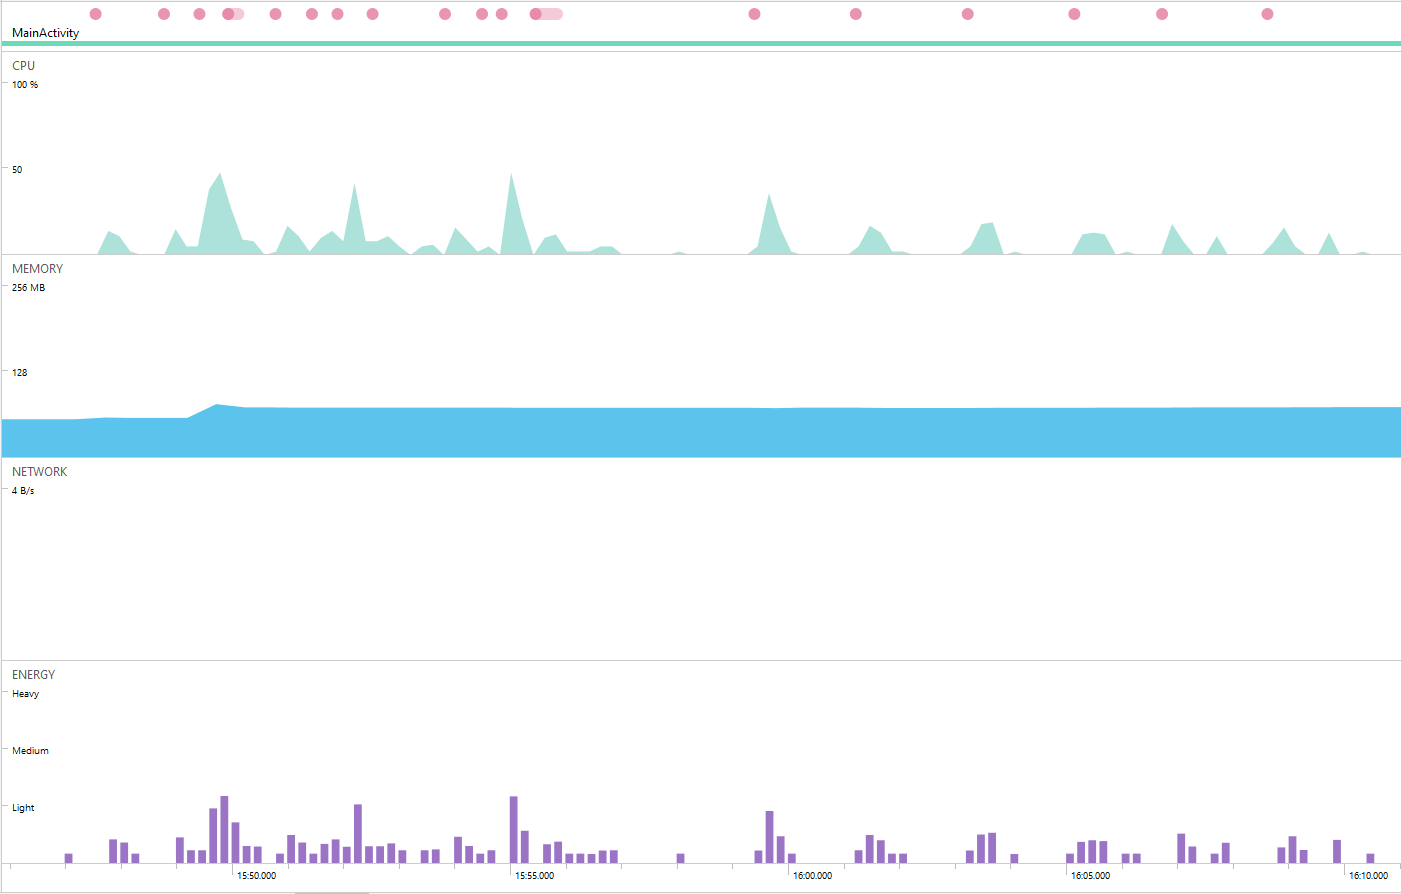 MainActivity
CPU
100 %
50
MEMORY
256 MB
128
NETWORK
4 B/s
ENERGY
Heavy
Medium
Light
15:50.000 15:55.000 16:00.000 16:05.000 16:10.000